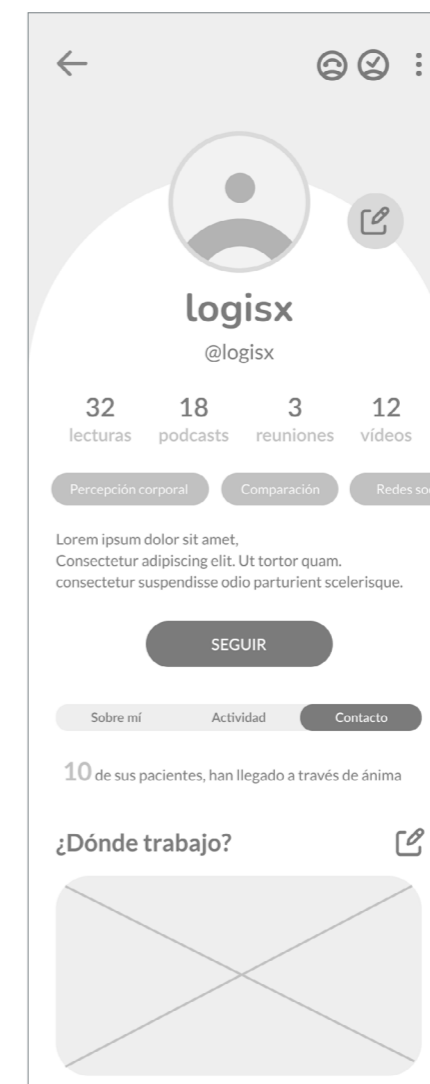 logisx
@logisx
32 18 3 12
lecturas podcasts reuniones vídeos
Percepción corporal Comparación Redes soc
Lorem ipsum dolor sit amet,
Consectetur adipiscing elit. Ut tortor quam.
consectetur suspendisse odio parturient scelerisque.
SEGUIR
Sobre mí Actividad Contacto
10 de sus pacientes, han llegado a través de ánima
¿Dónde trabajo?